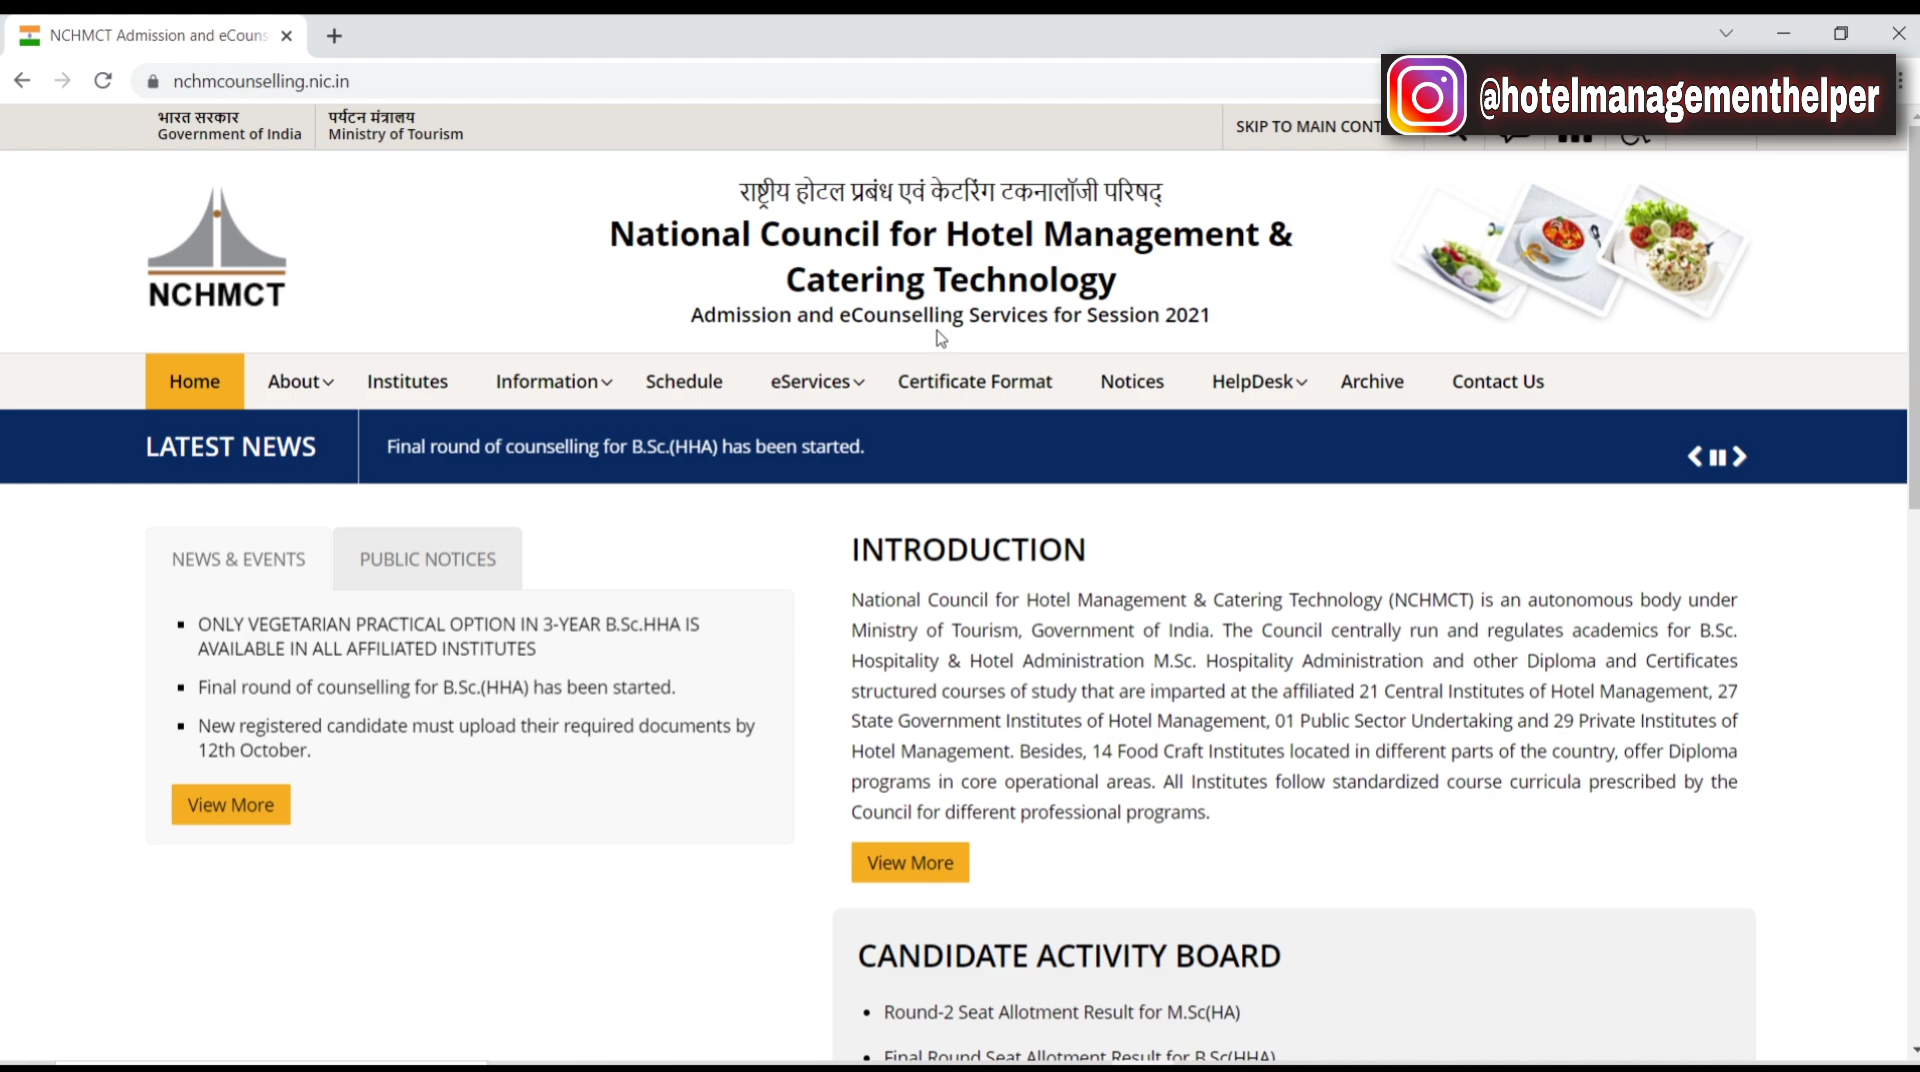 NCHMCT Admission and eCouns
nchmcounselling.nic.in
@hotelmanagementhelper
भारत सरकार
Government of India
पर्यटन मंत्रालय
Ministry of Tourism
SKIP TO MAIN CONT
NCHMCT
राष्ट्रीय होटल प्रबंध एवं केटरिंग टकनालॉजी परिषद्
National Council for Hotel Management &
Catering Technology
Admission and eCounselling Services for Session 2021
Home About Institutes Information Schedule eServices Certificate Format Notices HelpDesk Archive Contact Us
LATEST NEWS
Final round of counselling for B.Sc.(HHA) has been started.
NEWS & EVENTS
PUBLIC NOTICES
▪ ONLY VEGETARIAN PRACTICAL OPTION IN 3-YEAR B.Sc.HHA IS
AVAILABLE IN ALL AFFILIATED INSTITUTES
▪ Final round of counselling for B.Sc.(HHA) has been started.
▪ New registered candidate must upload their required documents by
12th October.
View More
INTRODUCTION
National Council for Hotel Management & Catering Technology (NCHMCT) is an autonomous body under
Ministry of Tourism, Government of India. The Council centrally run and regulates academics for B.Sc.
Hospitality & Hotel Administration M.Sc. Hospitality Administration and other Diploma and Certificates
structured courses of study that are imparted at the affiliated 21 Central Institutes of Hotel Management, 27
State Government Institutes of Hotel Management, 01 Public Sector Undertaking and 29 Private Institutes of
Hotel Management. Besides, 14 Food Craft Institutes located in different parts of the country, offer Diploma
programs in core operational areas. All Institutes follow standardized course curricula prescribed by the
Council for different professional programs.
View More
CANDIDATE ACTIVITY BOARD
• Round-2 Seat Allotment Result for M.Sc(HA)
• Final Round Seat Allotment Result for B.Sc(HHA)